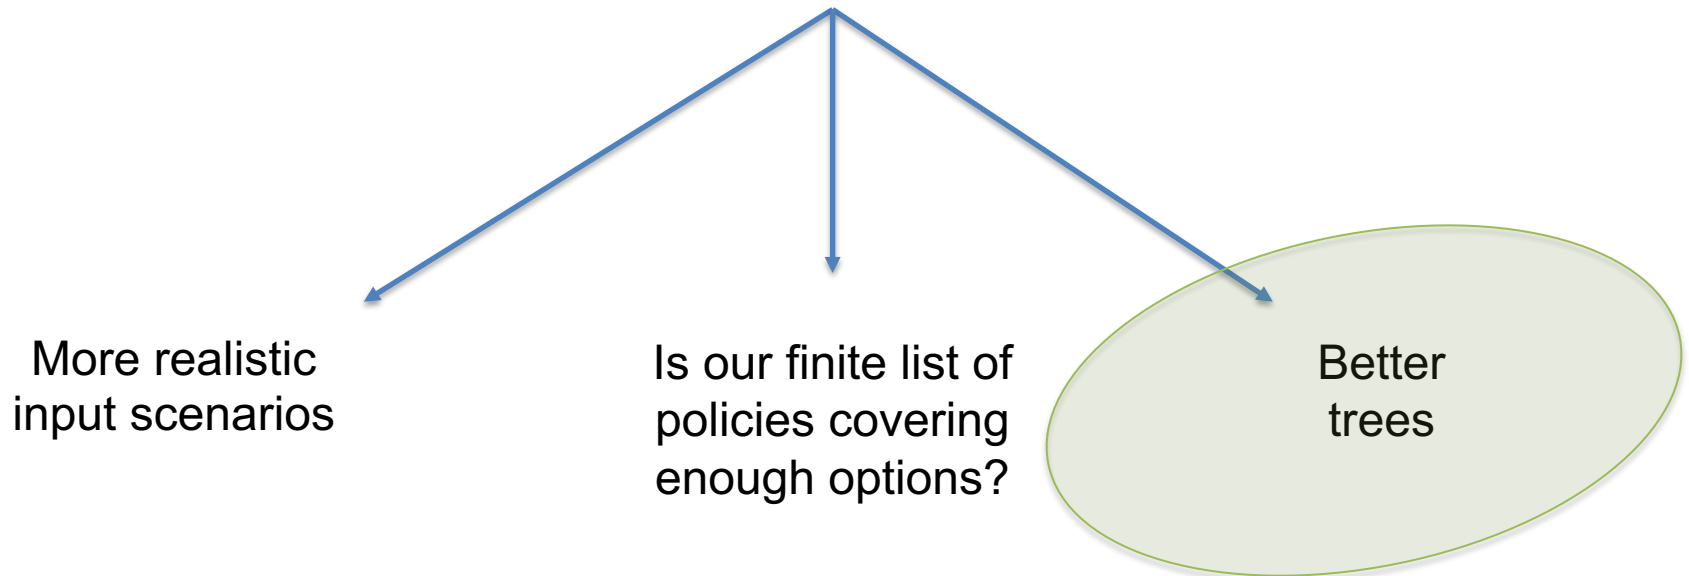 More realistic
input scenarios
Is our finite list of
policies covering
enough options?
Better
trees